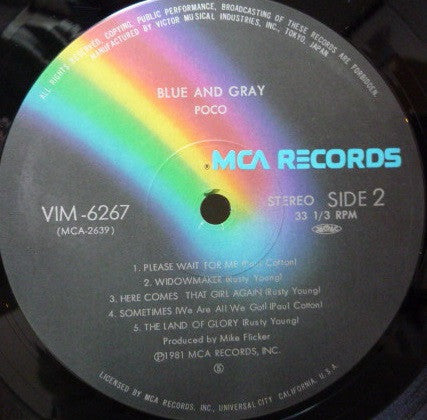 ALL RIGHTS RESERVED. COPYING, PUBLIC PERFORMANCE, BROADCASTING OF THESE RECORDS ARE FORBIDDEN.
MANUFACTURED BY VICTOR MUSICAL INDUSTRIES, INC., TOKYO, JAPAN
BLUE AND GRAY
POCO
® MCA RECORDS
VIM-6267
(MCA-2639)
STEREO SIDE 2
33 1/3 RPM
1. PLEASE WAIT FOR ME (Paul Cotton)
2. WIDOWMAKER (Rusty Young)
3. HERE COMES THAT GIRL AGAIN (Rusty Young)
4. SOMETIMES (We Are All We Got) (Paul Cotton)
5. THE LAND OF GLORY (Rusty Young)
Produced by Mike Flicker
Ⓟ1981 MCA RECORDS, INC.
LICENSED BY MCA RECORDS, INC., UNIVERSAL CITY, CALIFORNIA, U.S.A.